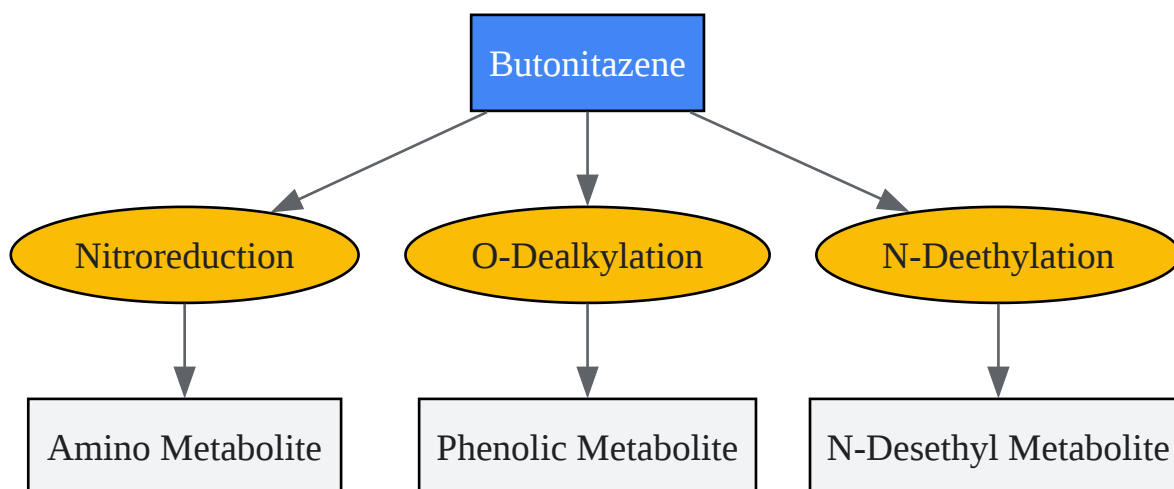 Butonitazene
Nitroreduction
O-Dealkylation
N-Deethylation
Amino Metabolite
Phenolic Metabolite
N-Desethyl Metabolite